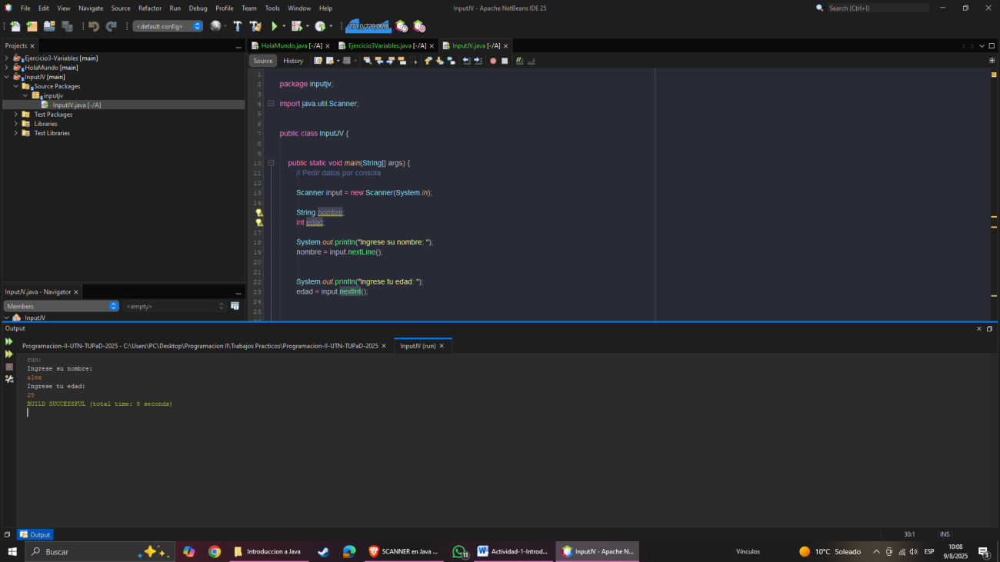 File Edit View Navigate Source Refactor Run Debug Profile Team Tools Window Help
InputJV - Apache NetBeans IDE 25
Search (Ctrl+I)
<default config>
271,0/720,0MB
Projects
Ejercicio3-Variables [main]
HolaMundo [main]
InputJV [main]
Source Packages
inputjv
InputJV.java [-/A]
Test Packages
Libraries
Test Libraries
InputJV.java - Navigator
Members
<empty>
InputJV
HolaMundo.java [-/A]
Ejercicio3Variables.java [-/A]
InputJV.java [-/A]
Source
History
1
2 package inputjv;
3
4 import java.util.Scanner;
5
6
7 public class InputJV {
8
9
10 public static void main(String[] args) {
11 // Pedir datos por consola
12
13 Scanner input = new Scanner(System.in);
14
String nombre;
int edad;
17
18 System.out.println("Ingrese su nombre: ");
19 nombre = input.nextLine();
20
21
22 System.out.println("Ingrese tu edad: ");
23 edad = input.nextInt();
24
25
Output
Programacion-II-UTN-TUPaD-2025 - C:\Users\PC\Desktop\Programacion II\Trabajos Practicos\Programacion-II-UTN-TUPaD-2025
InputJV (run)
run:
Ingrese su nombre:
alex
Ingrese tu edad:
25
BUILD SUCCESSFUL (total time: 8 seconds)
Output
30:1
INS
Buscar
Introduccion a Java
SCANNER en Java ...
11
Actividad-1-Introd...
InputJV - Apache N...
Vínculos
10°C Soleado
ESP
10:08
9/8/2025
3